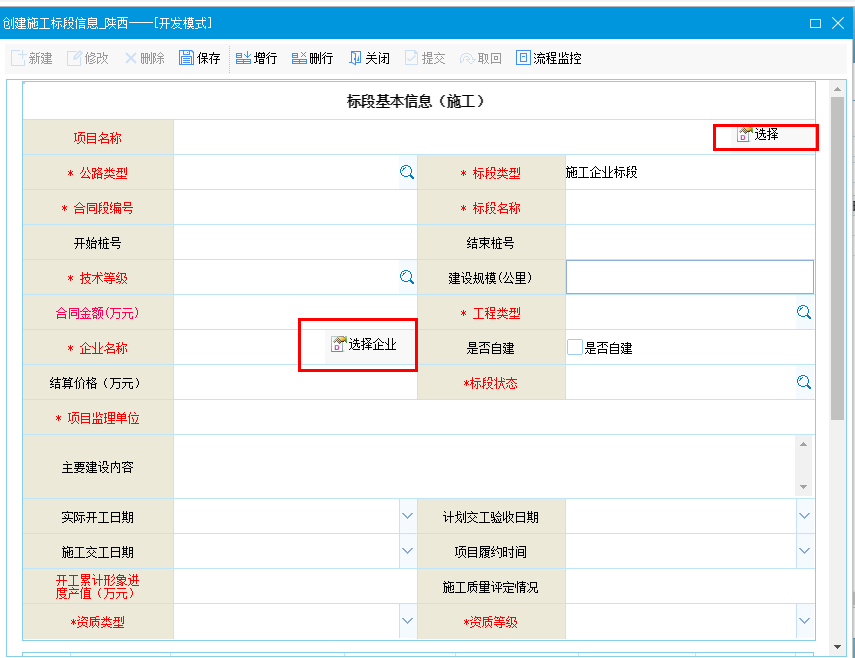 创建施工标段信息_陕西——[开发模式]
新建 修改 删除 保存 增行 删行 关闭 提交 取回 流程监控
标段基本信息（施工）
项目名称 选择
* 公路类型 * 标段类型 施工企业标段
* 合同段编号 * 标段名称
开始桩号 结束桩号
* 技术等级 建设规模(公里)
合同金额(万元) * 工程类型
* 企业名称 选择企业 是否自建 是否自建
结算价格（万元） *标段状态
* 项目监理单位
主要建设内容
实际开工日期 计划交工验收日期
施工交工日期 项目履约时间
开工累计形象进
度产值（万元） 施工质量评定情况
*资质类型 *资质等级